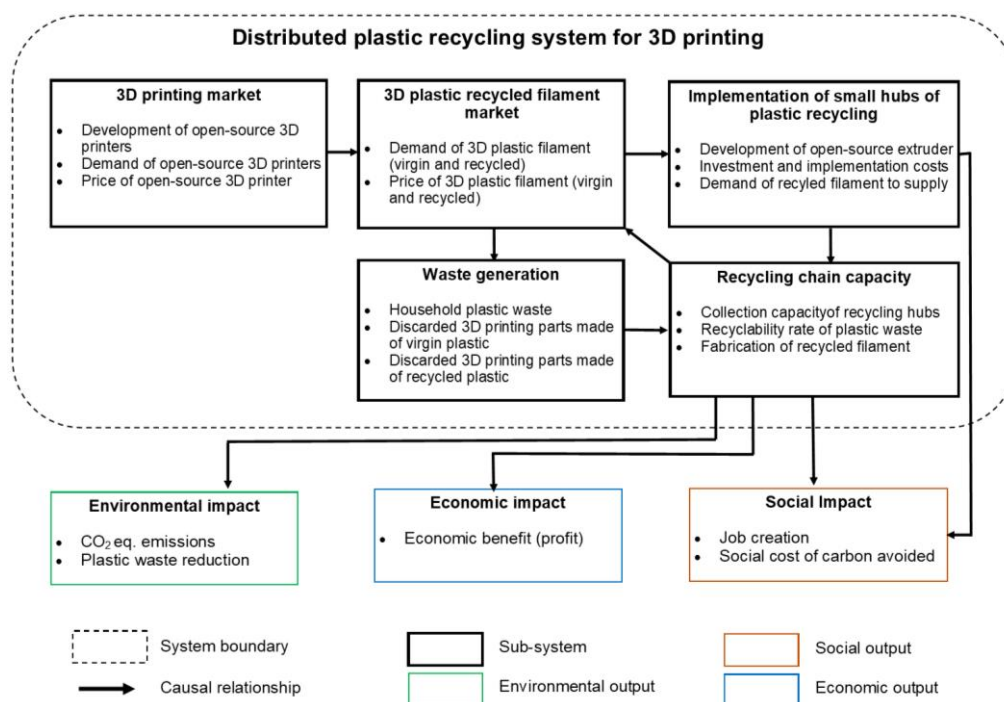 Distributed plastic recycling system for 3D printing
3D printing market
• Development of open-source 3D
printers
• Demand of open-source 3D printers
• Price of open-source 3D printer
3D plastic recycled filament
market
• Demand of 3D plastic filament
(virgin and recycled)
• Price of 3D plastic filament (virgin
and recycled)
Implementation of small hubs of
plastic recycling
• Development of open-source extruder
• Investment and implementation costs
• Demand of recyled filament to supply
Waste generation
• Household plastic waste
• Discarded 3D printing parts made
of virgin plastic
• Discarded 3D printing parts made
of recycled plastic
Recycling chain capacity
• Collection capacityof recycling hubs
• Recyclability rate of plastic waste
• Fabrication of recycled filament
Environmental impact
• CO₂ eq. emissions
• Plastic waste reduction
Economic impact
• Economic benefit (profit)
Social Impact
• Job creation
• Social cost of carbon avoided
System boundary
Sub-system
Social output
Causal relationship
Environmental output
Economic output